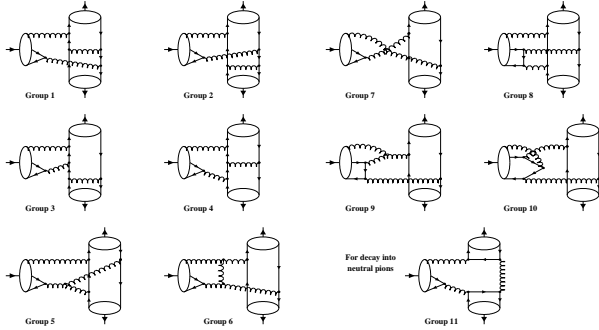 Group 1
Group 2
Group 7
Group 8
Group 3
Group 4
Group 9
Group 10
For decay into
neutral pions
Group 5
Group 6
Group 11